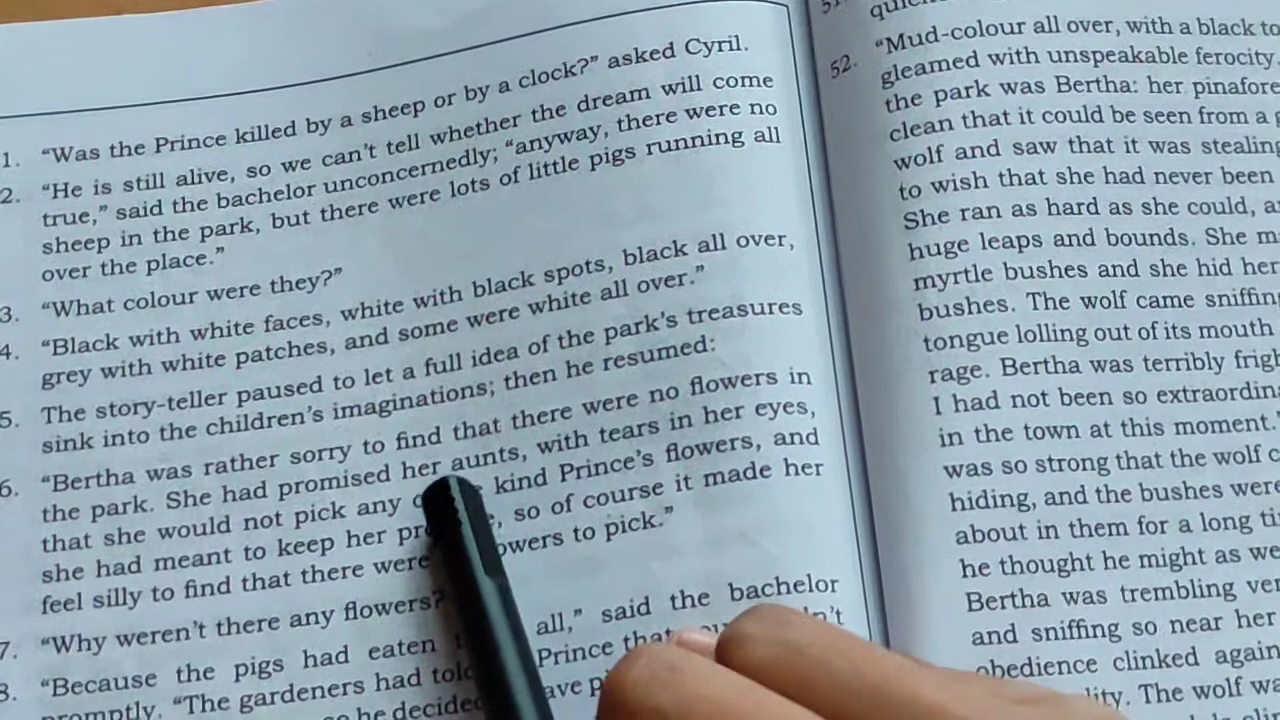 1. “Was the Prince killed by a sheep or by a clock?” asked Cyril.
2. “He is still alive, so we can’t tell whether the dream will come
true,” said the bachelor unconcernedly; “anyway, there were no
sheep in the park, but there were lots of little pigs running all
over the place.”
3. “What colour were they?”
4. “Black with white faces, white with black spots, black all over,
grey with white patches, and some were white all over.”
5. The story-teller paused to let a full idea of the park’s treasures
sink into the children’s imaginations; then he resumed:
6. “Bertha was rather sorry to find that there were no flowers in
the park. She had promised her aunts, with tears in her eyes,
that she would not pick any kind Prince’s flowers, and
she had meant to keep her so of course it made her
feel silly to find that there were to pick.”
7. “Why weren’t there any flowers?
8. “Because the pigs had eaten all,” said the bachelor
promptly. “The gardeners had Prince that
he decided
52. “Mud-colour all over, with a black
gleamed with unspeakable ferocity.
the park was Bertha: her pinafore
clean that it could be seen from a
wolf and saw that it was stealing
to wish that she had never been
She ran as hard as she could,
huge leaps and bounds. She
myrtle bushes and she hid her
bushes. The wolf came
tongue lolling out of its mouth
rage. Bertha was terribly
I had not been so
in the town at this moment.
was so strong that the wolf
hiding, and the bushes were
about in them for a long
he thought he might as
Bertha was trembling
and sniffing so near her
obedience clinked again
The wolf